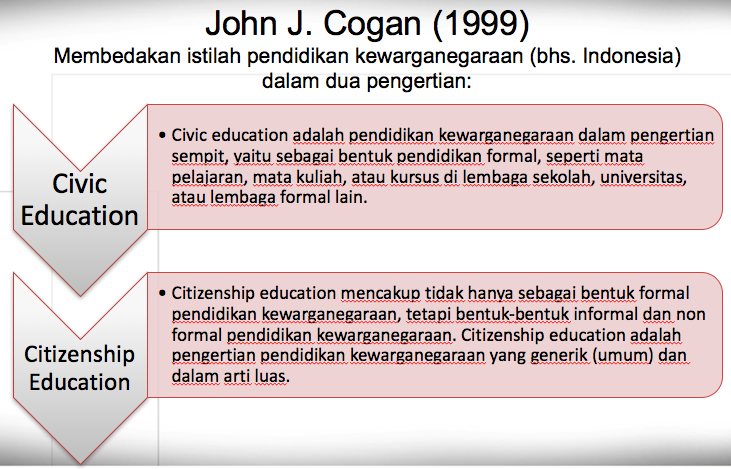 John J. Cogan (1999)
Membedakan istilah pendidikan kewarganegaraan (bhs. Indonesia)
dalam dua pengertian:
Civic
Education
• Civic education adalah pendidikan kewarganegaraan dalam pengertian
sempit, yaitu sebagai bentuk pendidikan formal, seperti mata
pelajaran, mata kuliah, atau kursus di lembaga sekolah, universitas,
atau lembaga formal lain.
Citizenship
Education
• Citizenship education mencakup tidak hanya sebagai bentuk formal
pendidikan kewarganegaraan, tetapi bentuk-bentuk informal dan non
formal pendidikan kewarganegaraan. Citizenship education adalah
pengertian pendidikan kewarganegaraan yang generik (umum) dan
dalam arti luas.